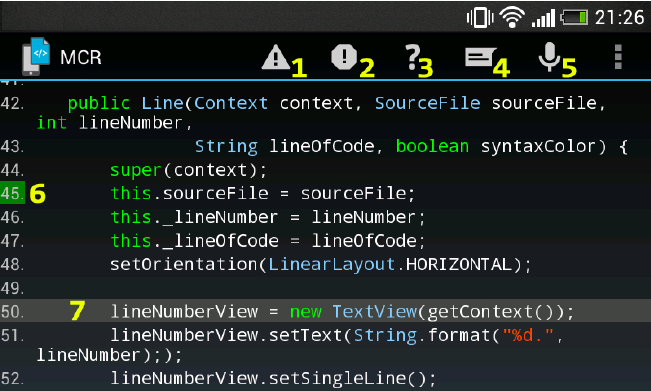 21:26
MCR 1 2 ?3 4 5
41.
42. public Line(Context context, SourceFile sourceFile,
int lineNumber,
43. String lineOfCode, boolean syntaxColor) {
44. super(context);
45. 6 this.sourceFile = sourceFile;
46. this._lineNumber = lineNumber;
47. this._lineOfCode = lineOfCode;
48. setOrientation(LinearLayout.HORIZONTAL);
49.
50. 7 lineNumberView = new TextView(getContext());
51. lineNumberView.setText(String.format("%d.",
lineNumber););
52. lineNumberView.setSingleLine();